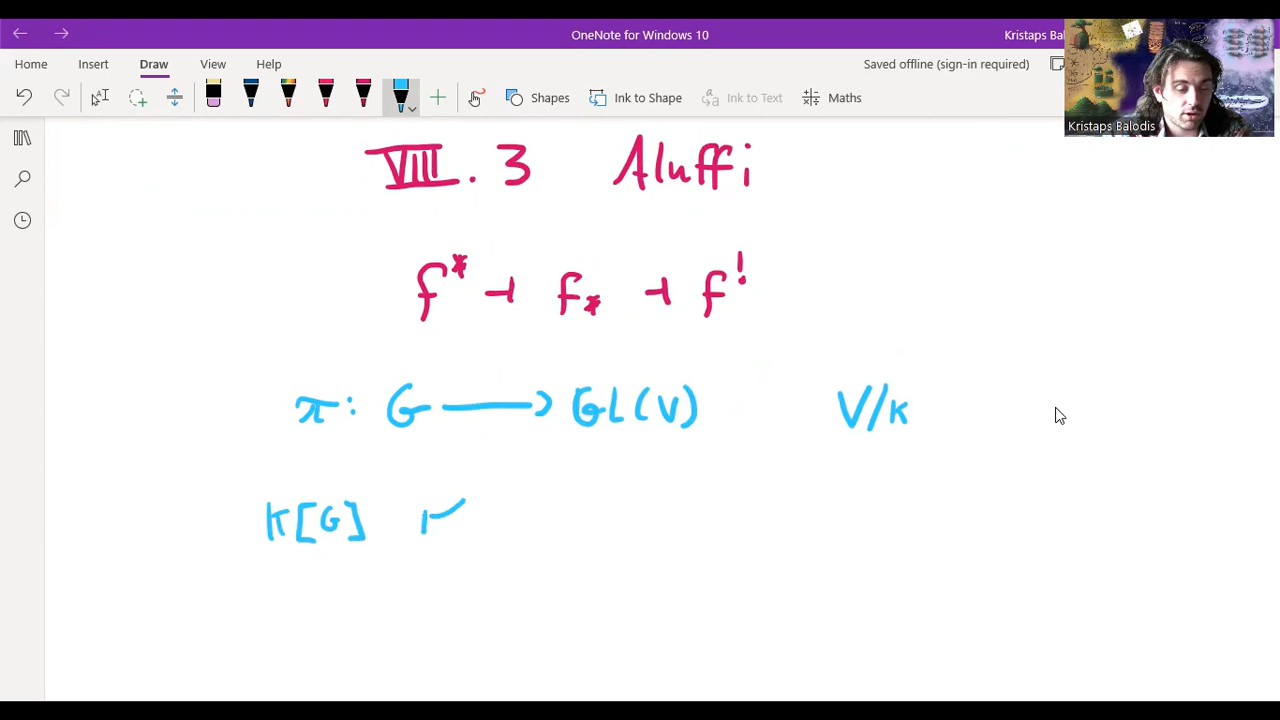 OneNote for Windows 10
Kristaps Bal
Home Insert Draw View Help
Saved offline (sign-in required)
Shapes Ink to Shape Ink to Text Maths
Kristaps Balodis
VIII. 3 Aluffi
f* ⊣ f_* ⊣ f^!
π: G ⟶ GL(V) V//K
K[G]